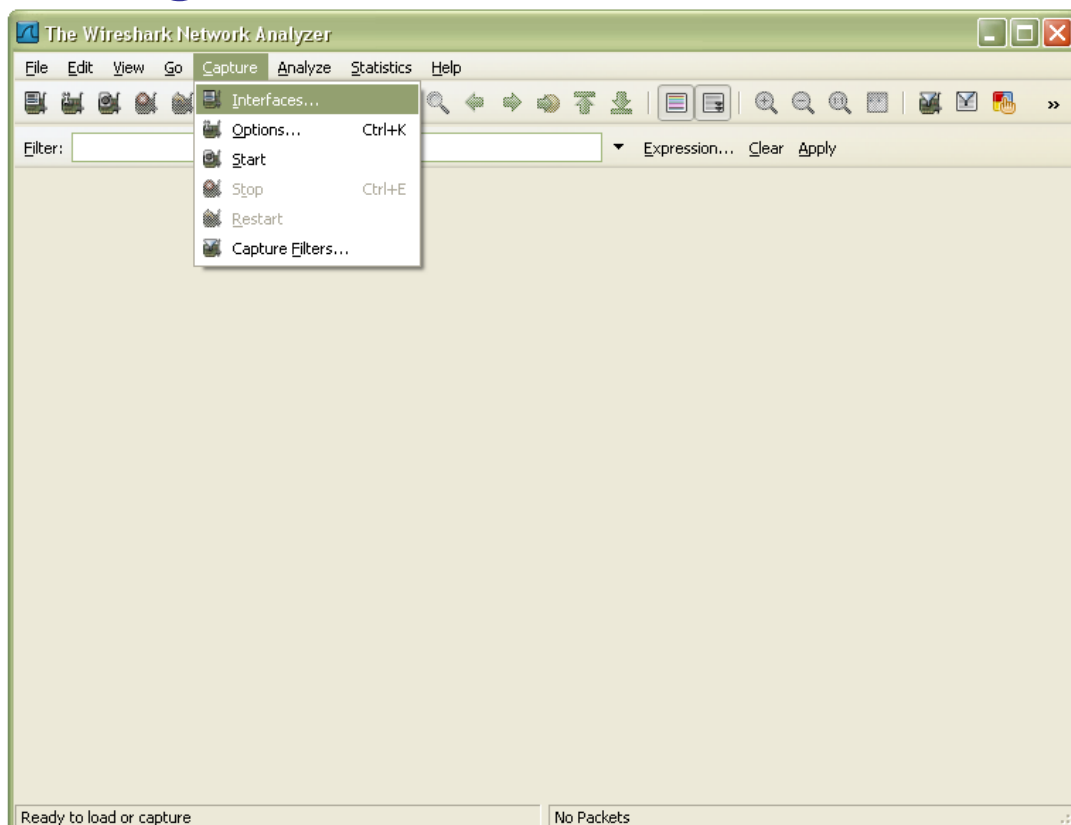 The Wireshark Network Analyzer
File Edit View Go Capture Analyze Statistics Help
Interfaces...
Options... Ctrl+K
Filter: Expression... Clear Apply
Start
Stop Ctrl+E
Restart
Capture Filters...
Ready to load or capture No Packets